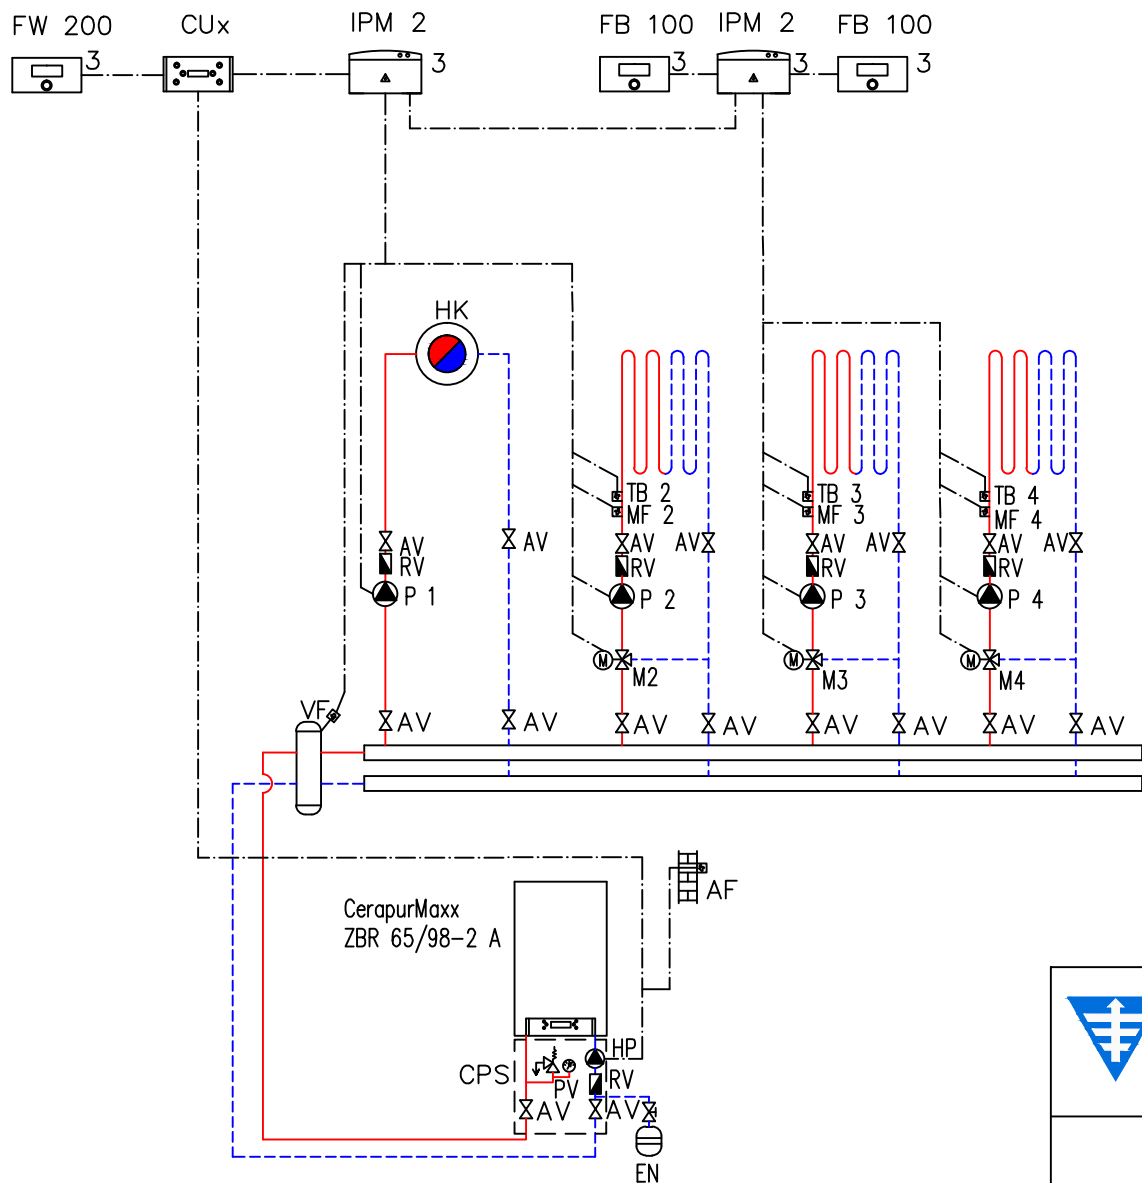 FW 200 CUx IPM 2 FB 100 IPM 2 FB 100
3 3 3 3 3
HK
TB 2 TB 3 TB 4
MF 2 MF 3 MF 4
AV AV AV AV AV AV AV AV
RV RV RV RV
P 1 P 2 P 3 P 4
M M M
M2 M3 M4
VF
AV AV AV AV AV AV AV AV
AF
CerapurMaxx
ZBR 65/98-2 A
HP
CPS
PV RV
AV AV
EN